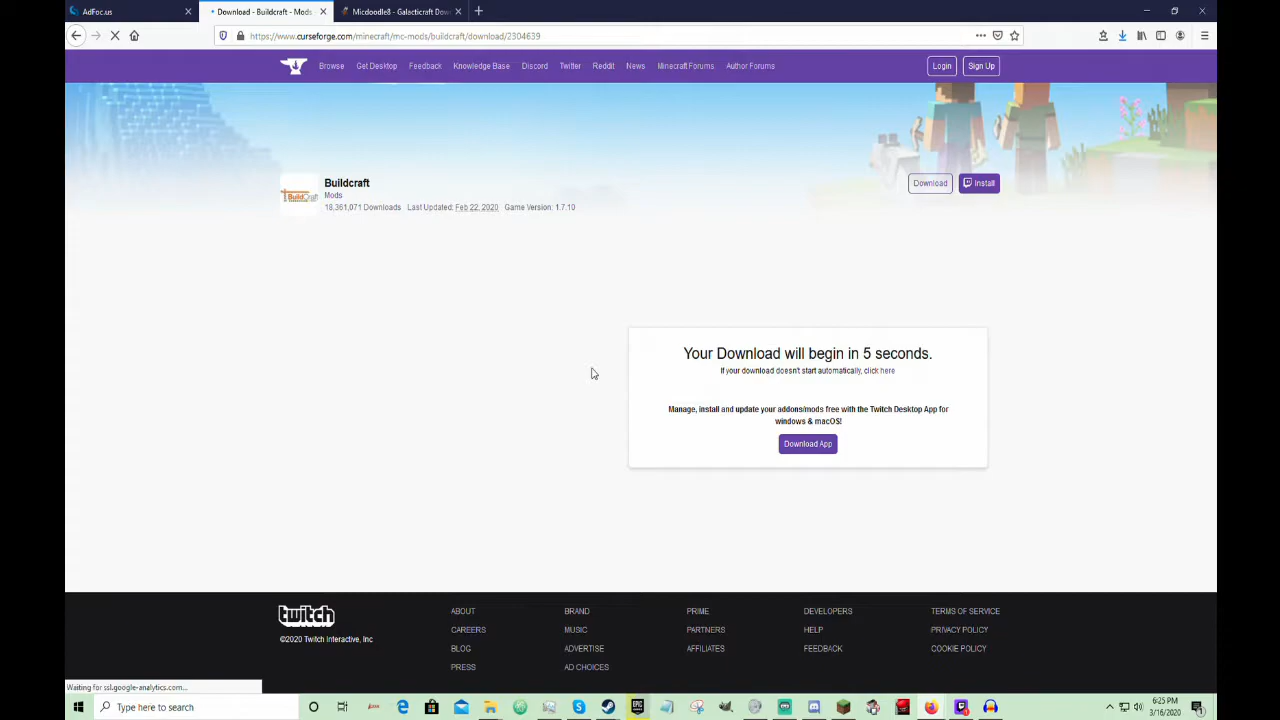 AdFoc.us
Download - Buildcraft - Mods
Micdoodle8 - Galacticraft Dow
https://www.curseforge.com/minecraft/mc-mods/buildcraft/download/2304639
Browse Get Desktop Feedback Knowledge Base Discord Twitter Reddit News Minecraft Forums Author Forums Login Sign Up
Buildcraft
Mods
18,361,071 Downloads Last Updated: Feb 22, 2020 Game Version: 1.7.10
BuildCraft
Download Install
Your Download will begin in 5 seconds.
If your download doesn't start automatically, click here
Manage, install and update your addons/mods free with the Twitch Desktop App for
windows & macOS!
Download App
twitch
©2020 Twitch Interactive, Inc
ABOUT BRAND PRIME DEVELOPERS TERMS OF SERVICE
CAREERS MUSIC PARTNERS HELP PRIVACY POLICY
BLOG ADVERTISE AFFILIATES FEEDBACK COOKIE POLICY
PRESS AD CHOICES
Waiting for ssl.google-analytics.com...
Type here to search
EPIC
6:25 PM
3/16/2020